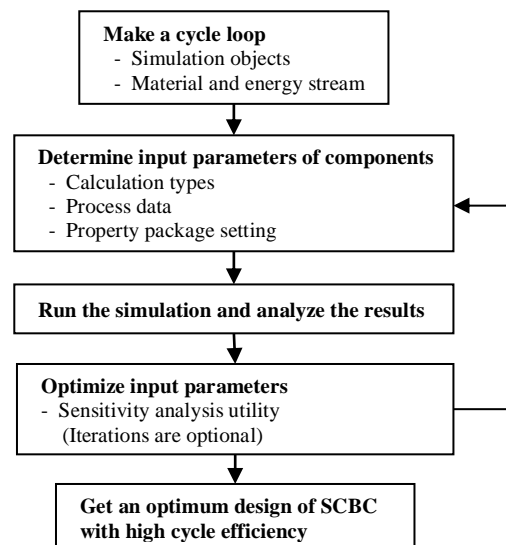 Make a cycle loop
- Simulation objects
- Material and energy stream
Determine input parameters of components
- Calculation types
- Process data
- Property package setting
Run the simulation and analyze the results
Optimize input parameters
- Sensitivity analysis utility
(Iterations are optional)
Get an optimum design of SCBC
with high cycle efficiency